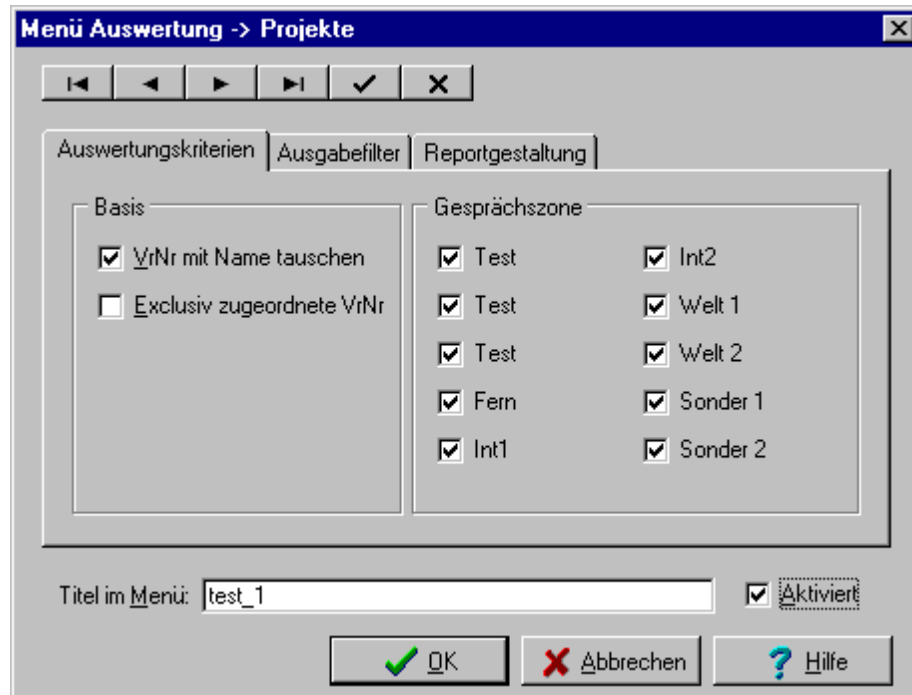 Menü Auswertung -> Projekte
Auswertungskriterien Ausgabefilter Reportgestaltung
Basis
VrNr mit Name tauschen
Exclusiv zugeordnete VrNr
Gesprächszone
Test Int2
Test Welt 1
Test Welt 2
Fern Sonder 1
Int1 Sonder 2
Titel im Menü: test_1 Aktiviert
OK Abbrechen ? Hilfe